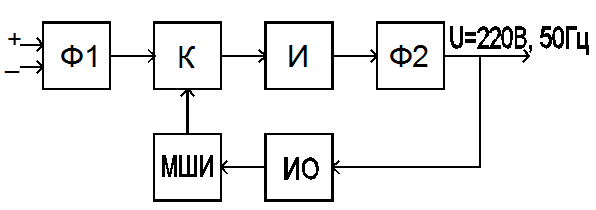 +
–
Ф1
К
И
Ф2
U=220В, 50Гц
МШИ
ИО